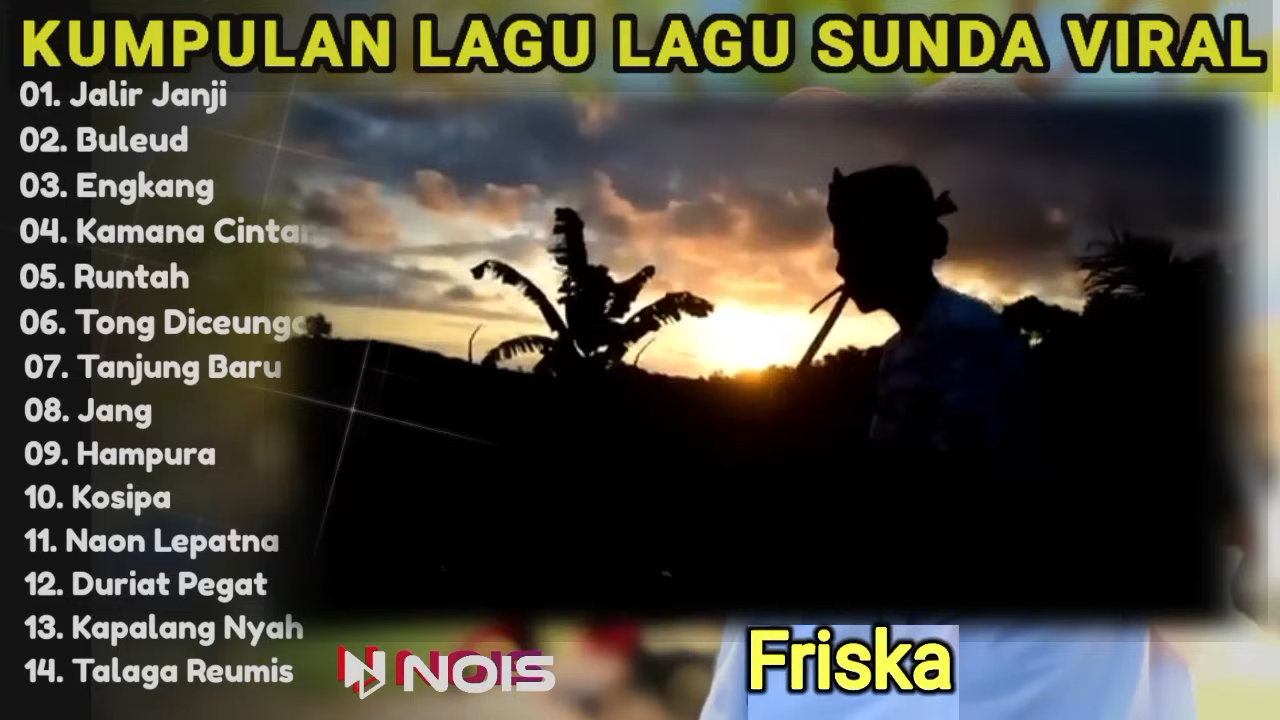 KUMPULAN LAGU LAGU SUNDA VIRAL
01. Jalir Janji
02. Buleud
03. Engkang
04. Kamana Cintan
05. Runtah
06. Tong Diceunga
07. Tanjung Baru
08. Jang
09. Hampura
10. Kosipa
11. Naon Lepatna
12. Duriat Pegat
13. Kapalang Nyah
14. Talaga Reumis
NOIS
Friska